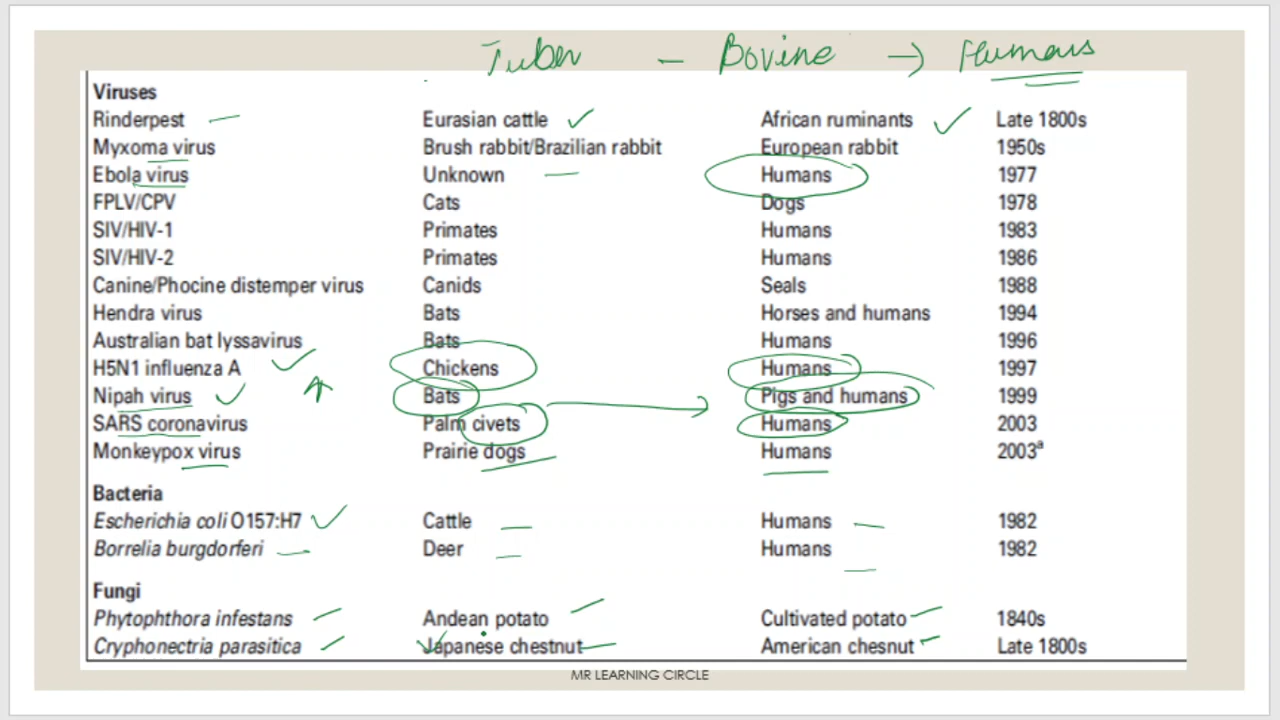 Tuber - Bovine → Humans
Viruses
Rinderpest Eurasian cattle African ruminants Late 1800s
Myxoma virus Brush rabbit/Brazilian rabbit European rabbit 1950s
Ebola virus Unknown Humans 1977
FPLV/CPV Cats Dogs 1978
SIV/HIV-1 Primates Humans 1983
SIV/HIV-2 Primates Humans 1986
Canine/Phocine distemper virus Canids Seals 1988
Hendra virus Bats Horses and humans 1994
Australian bat lyssavirus Bats Humans 1996
H5N1 influenza A Chickens Humans 1997
Nipah virus Bats Pigs and humans 1999
SARS coronavirus Palm civets Humans 2003
Monkeypox virus Prairie dogs Humans 2003a
Bacteria
Escherichia coli O157:H7 Cattle Humans 1982
Borrelia burgdorferi Deer Humans 1982
Fungi
Phytophthora infestans Andean potato Cultivated potato 1840s
Cryphonectria parasitica Japanese chestnut American chesnut Late 1800s
MR LEARNING CIRCLE